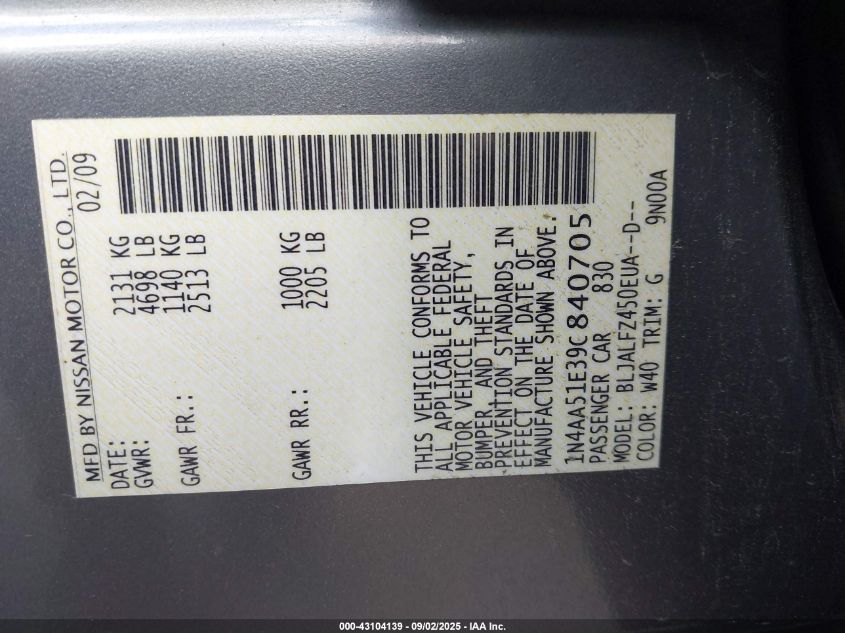 MFD BY NISSAN MOTOR CO., LTD.
DATE: 02/09
GVWR: 2131 KG
4698 LB
GAWR FR.: 1140 KG
2513 LB
GAWR RR.: 1000 KG
2205 LB
THIS VEHICLE CONFORMS TO
ALL APPLICABLE FEDERAL
MOTOR VEHICLE SAFETY,
BUMPER, AND THEFT
PREVENTION STANDARDS IN
EFFECT ON THE DATE OF
MANUFACTURE SHOWN ABOVE.
1N4AA51E39C840705
PASSENGER CAR 830
MODEL: BLJALFZ450EUA--D--
COLOR: W40 TRIM: G 9N00A
000-43104139 - 09/02/2025 - IAA Inc.